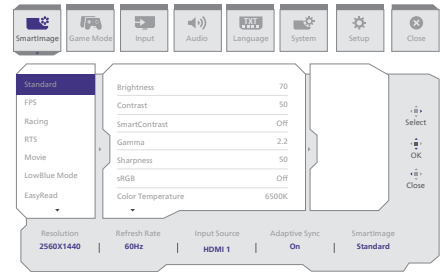 SmartImage
Game Mode
Input
Audio
TXT
Language
System
Setup
Close
Standard
FPS
Racing
RTS
Movie
LowBlue Mode
EasyRead
Brightness 70
Contrast 50
SmartContrast Off
Gamma 2.2
Sharpness 50
sRGB Off
Color Temperature 6500K
Select
OK
Close
Resolution
2560X1440
Refresh Rate
60Hz
Input Source
HDMI 1
Adaptive Sync
On
SmartImage
Standard